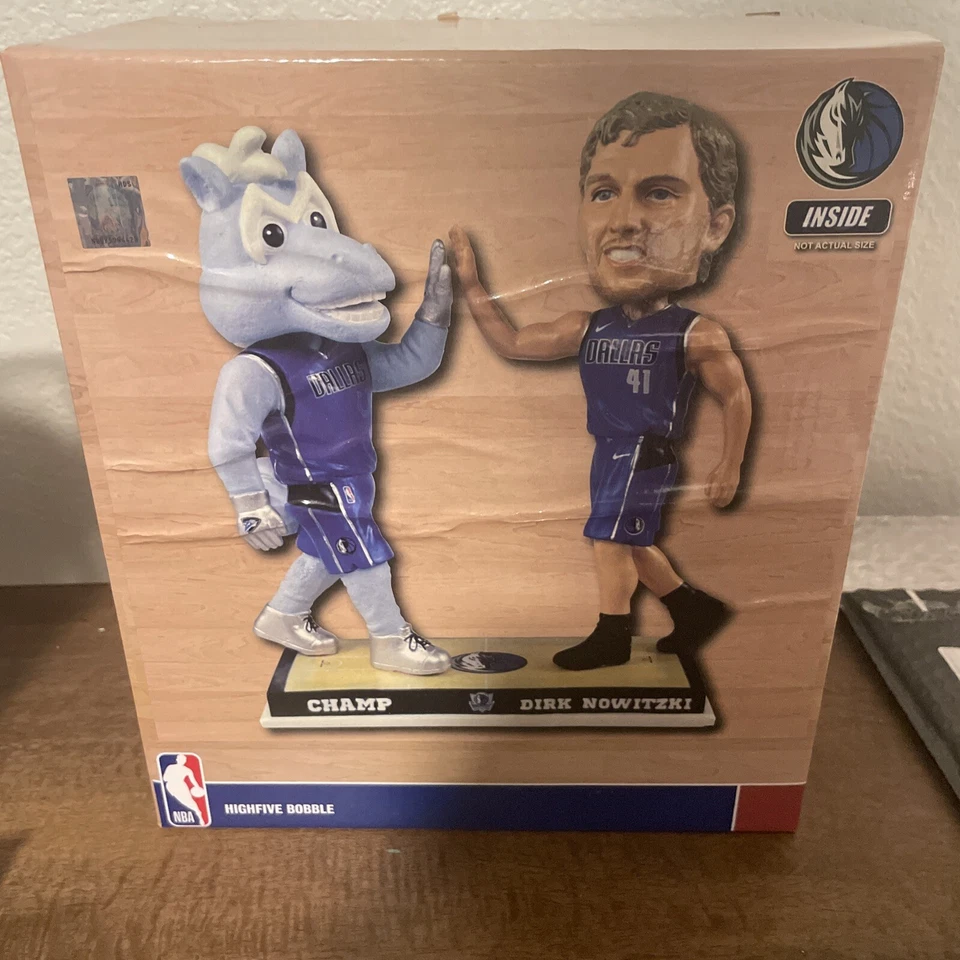 INSIDE
NOT ACTUAL SIZE
DALLAS
DALLAS
41
CHAMP
DIRK NOWITZKI
NBA
HIGHFIVE BOBBLE